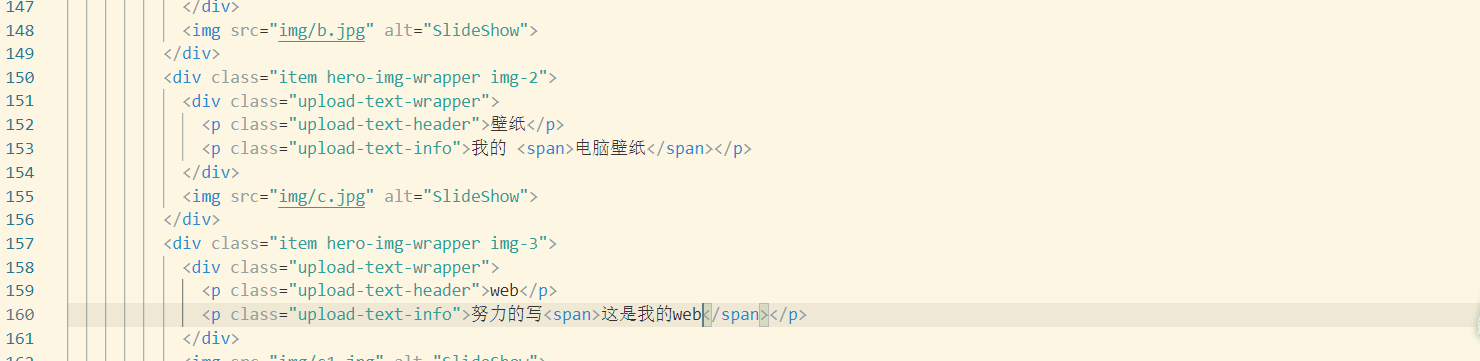 147 </div>
148 <img src="img/b.jpg" alt="SlideShow">
149 </div>
150 <div class="item hero-img-wrapper img-2">
151 <div class="upload-text-wrapper">
152 <p class="upload-text-header">壁纸</p>
153 <p class="upload-text-info">我的 <span>电脑壁纸</span></p>
154 </div>
155 <img src="img/c.jpg" alt="SlideShow">
156 </div>
157 <div class="item hero-img-wrapper img-3">
158 <div class="upload-text-wrapper">
159 <p class="upload-text-header">web</p>
160 <p class="upload-text-info">努力的写<span>这是我的web</span></p>
161 </div>